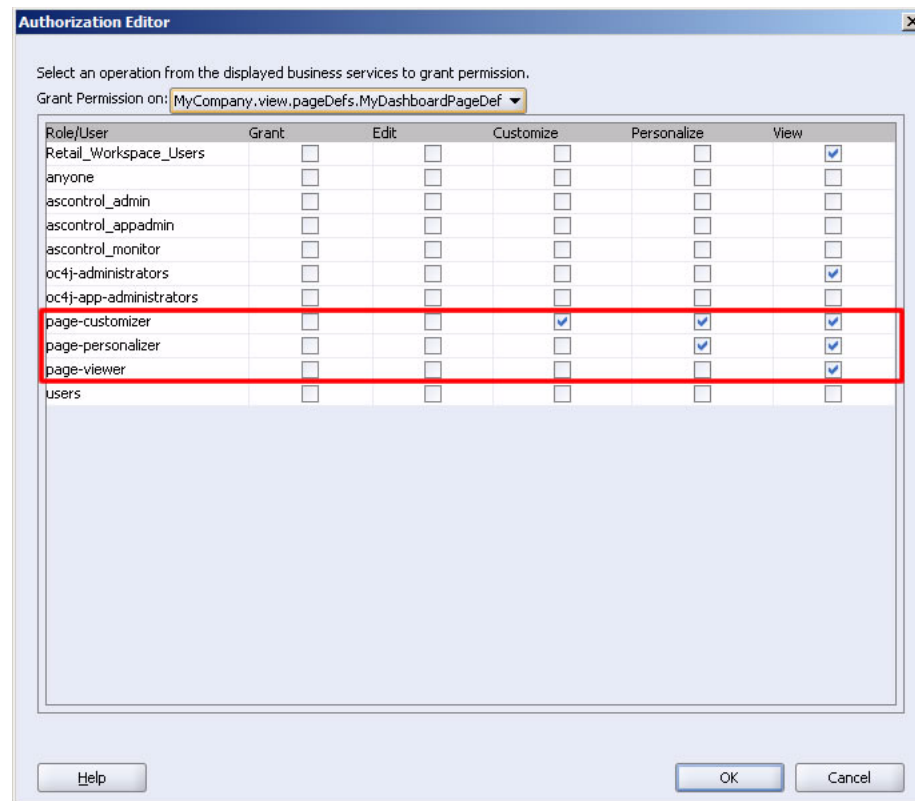 Authorization Editor
Select an operation from the displayed business services to grant permission.
Grant Permission on: MyCompany.view.pageDefs.MyDashboardPageDef
Role/User Grant Edit Customize Personalize View
Retail_Workspace_Users
anyone
ascontrol_admin
ascontrol_appadmin
ascontrol_monitor
oc4j-administrators
oc4j-app-administrators
page-customizer
page-personalizer
page-viewer
users
Help OK Cancel